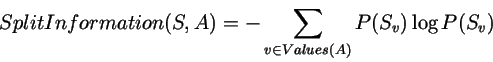 SplitInformation(S, A) = − ∑_{v∈Values(A)} P(S_v) log P(S_v)